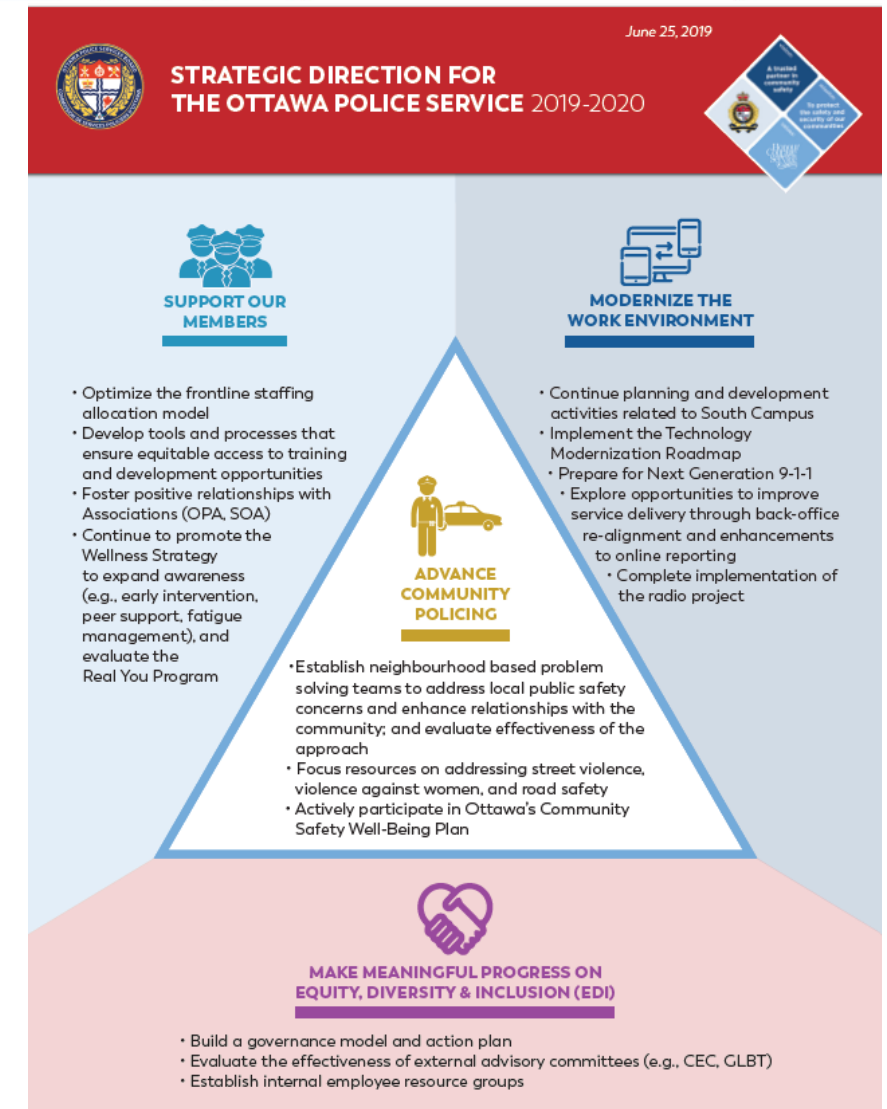 June 25, 2019
STRATEGIC DIRECTION FOR
THE OTTAWA POLICE SERVICE 2019-2020
A trusted
partner in
community
safety
To protect
the safety and
security of our
communities
SUPPORT OUR
MEMBERS
• Optimize the frontline staffing
allocation model
• Develop tools and processes that
ensure equitable access to training
and development opportunities
• Foster positive relationships with
Associations (OPA, SOA)
• Continue to promote the
Wellness Strategy
to expand awareness
(e.g., early intervention,
peer support, fatigue
management), and
evaluate the
Real You Program
MODERNIZE THE
WORK ENVIRONMENT
• Continue planning and development
activities related to South Campus
• Implement the Technology
Modernization Roadmap
• Prepare for Next Generation 9-1-1
• Explore opportunities to improve
service delivery through back-office
re-alignment and enhancements
to online reporting
• Complete implementation of
the radio project
ADVANCE
COMMUNITY
POLICING
•Establish neighbourhood based problem
solving teams to address local public safety
concerns and enhance relationships with the
community; and evaluate effectiveness of the
approach
• Focus resources on addressing street violence,
violence against women, and road safety
• Actively participate in Ottawa's Community
Safety Well-Being Plan
MAKE MEANINGFUL PROGRESS ON
EQUITY, DIVERSITY & INCLUSION (EDI)
• Build a governance model and action plan
• Evaluate the effectiveness of external advisory committees (e.g., CEC, GLBT)
• Establish internal employee resource groups